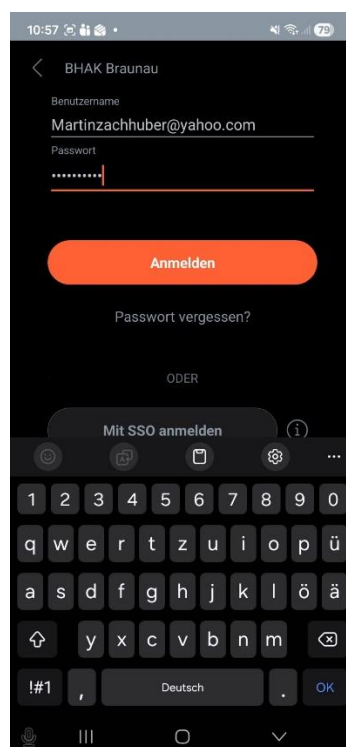 10:57
79
BHAK Braunau
Benutzername
Martinzachhuber@yahoo.com
Passwort
••••••••••
Anmelden
Passwort vergessen?
ODER
Mit SSO anmelden
1 2 3 4 5 6 7 8 9 0
q w e r t z u i o p ü
a s d f g h j k l ö ä
y x c v b n m
!#1 , Deutsch . OK